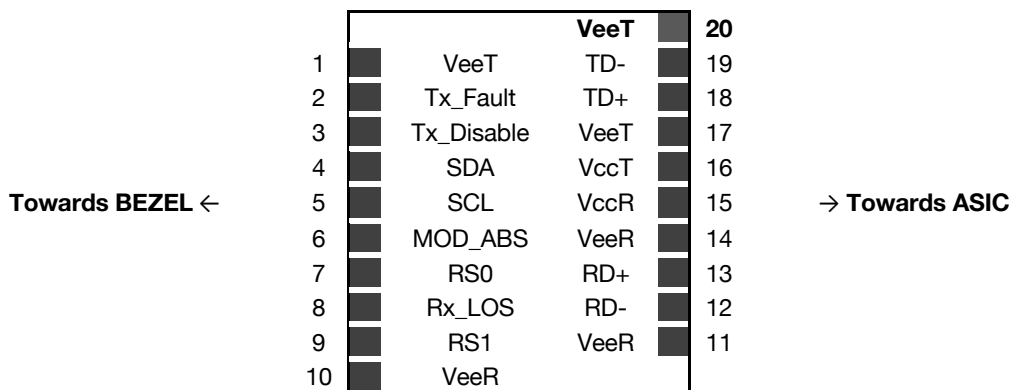 VeeT 20
1 VeeT TD- 19
2 Tx_Fault TD+ 18
3 Tx_Disable VeeT 17
4 SDA VccT 16
Towards BEZEL ← 5 SCL VccR 15 → Towards ASIC
6 MOD_ABS VeeR 14
7 RS0 RD+ 13
8 Rx_LOS RD- 12
9 RS1 VeeR 11
10 VeeR